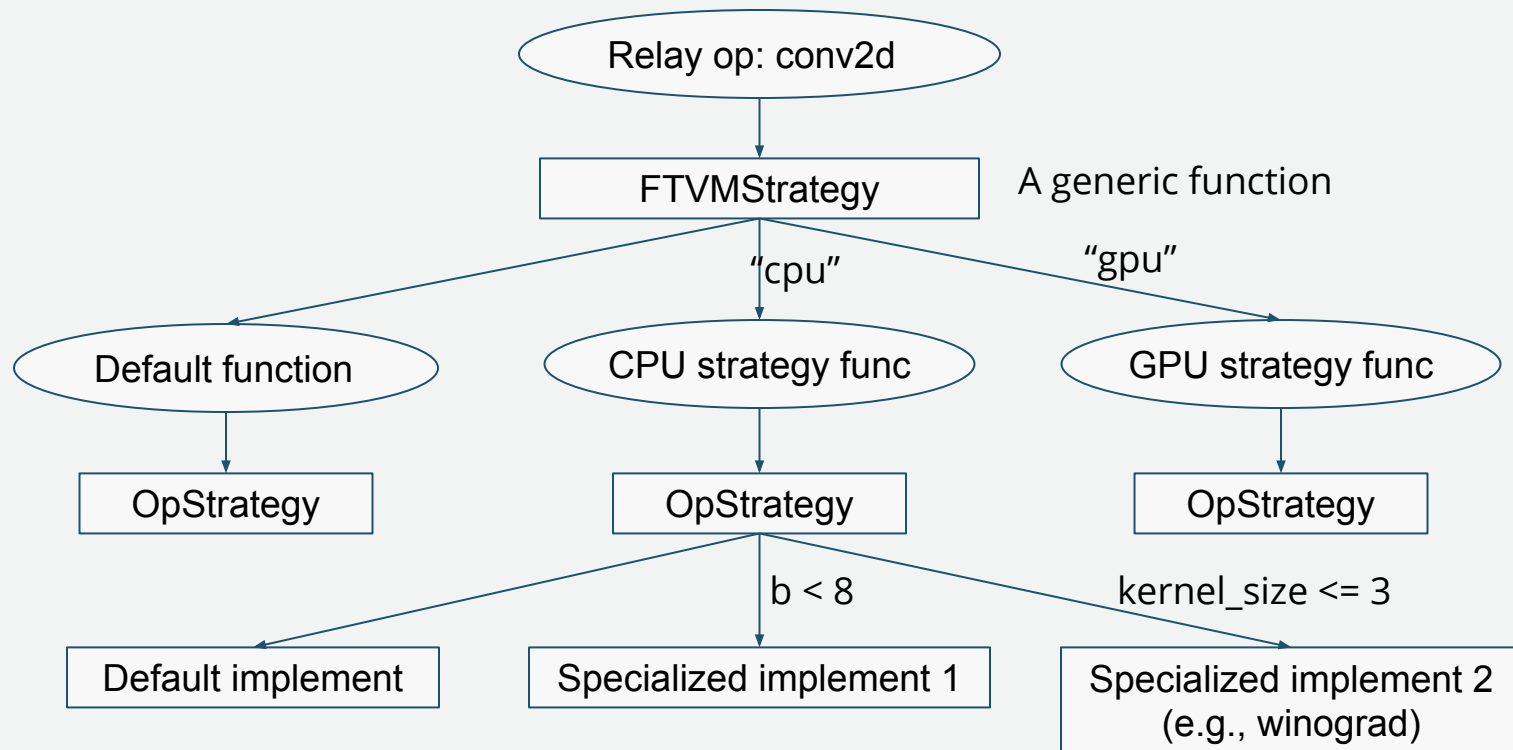 Relay op: conv2d
FTVMStrategy
A generic function
“cpu”
“gpu”
Default function
CPU strategy func
GPU strategy func
OpStrategy
OpStrategy
OpStrategy
b < 8
kernel_size <= 3
Default implement
Specialized implement 1
Specialized implement 2
(e.g., winograd)